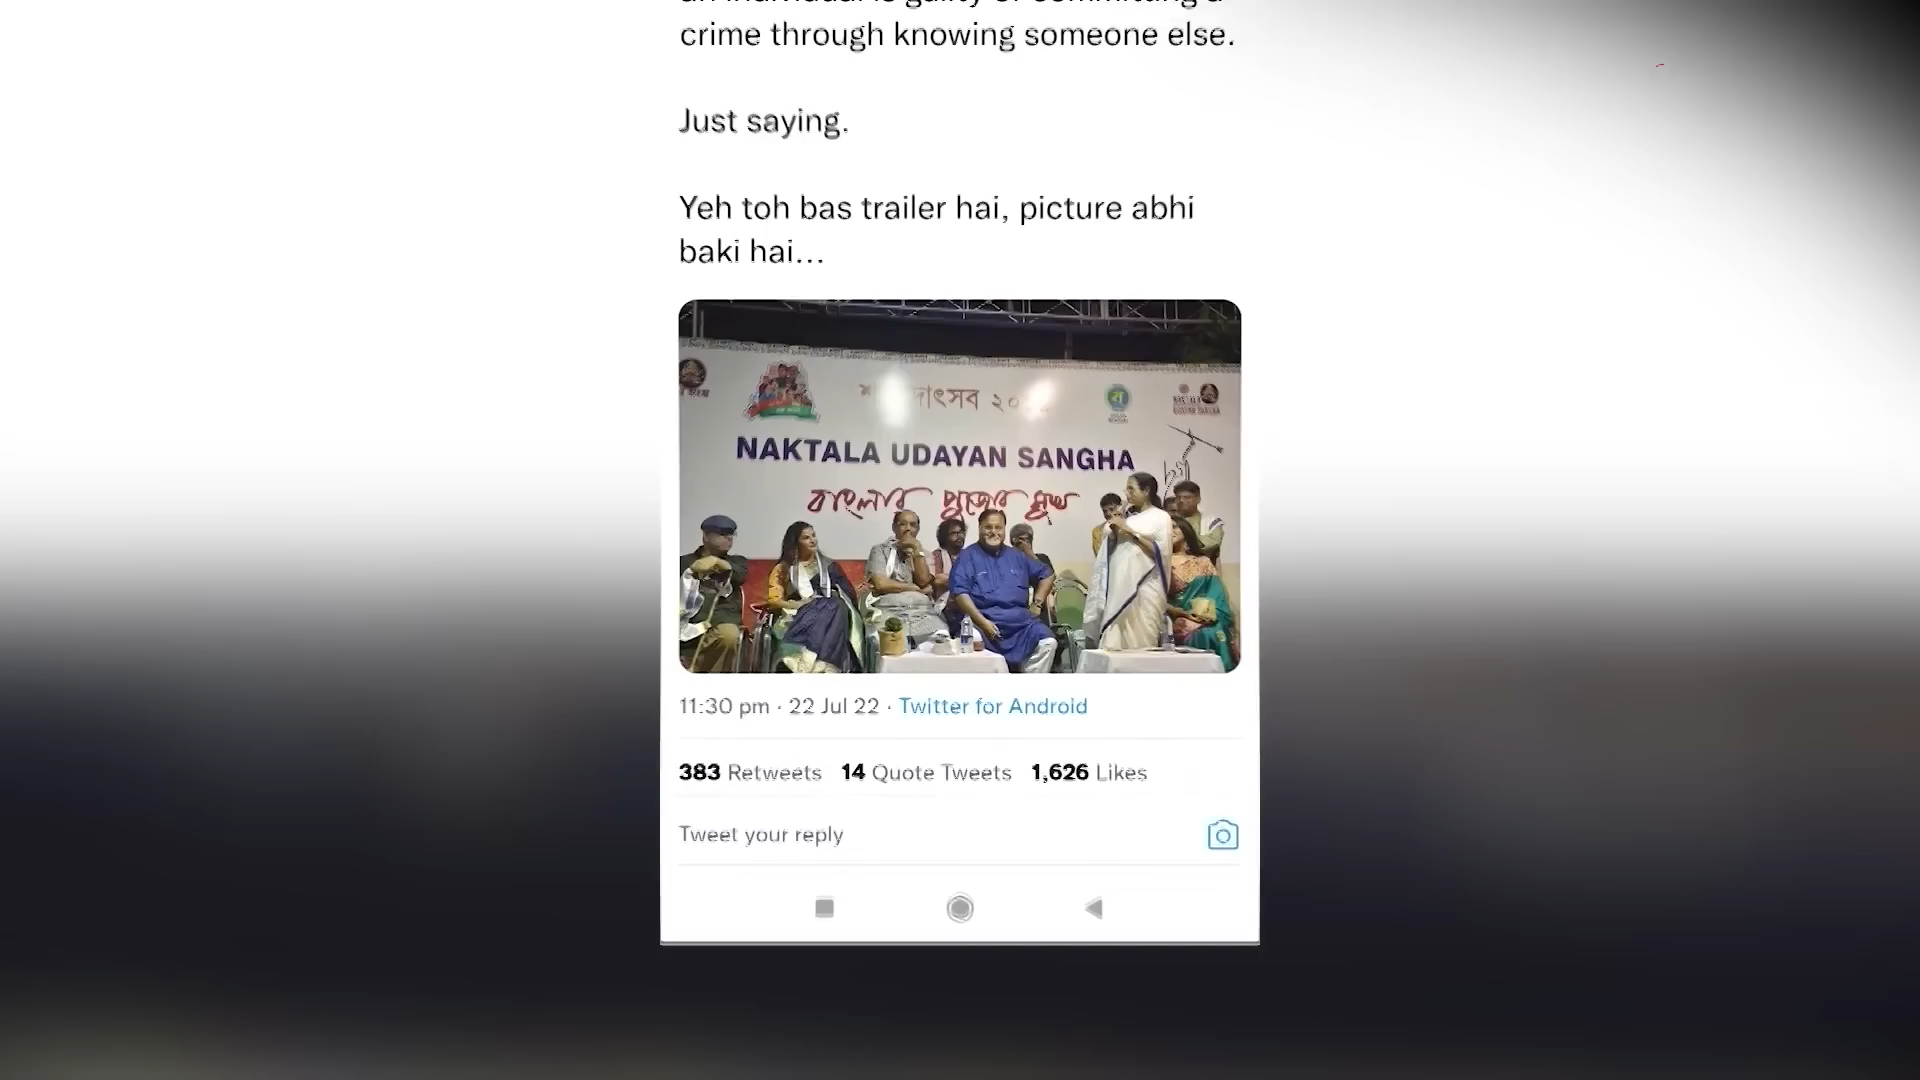 crime through knowing someone else.
Just saying.
Yeh toh bas trailer hai, picture abhi
baki hai...
NAKTALA UDAYAN SANGHA
বাংলার পুজোর মুখ
11:30 pm · 22 Jul 22 · Twitter for Android
383 Retweets 14 Quote Tweets 1,626 Likes
Tweet your reply